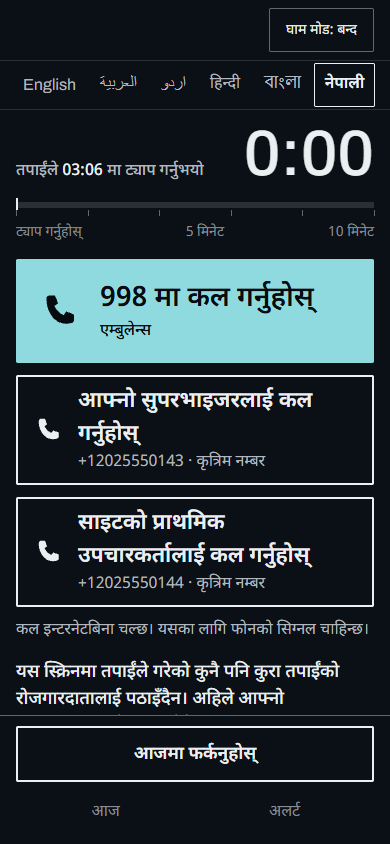 घाम मोड: बन्द
English العربية اردو हिन्दी বাংলা नेपाली
तपाईंले 03:06 मा ट्याप गर्नुभयो 0:00
ट्याप गर्नुहोस् 5 मिनेट 10 मिनेट
998 मा कल गर्नुहोस्
एम्बुलेन्स
आफ्नो सुपरभाइजरलाई कल
गर्नुहोस्
+12025550143 · कृत्रिम नम्बर
साइटको प्राथमिक
उपचारकर्तालाई कल गर्नुहोस्
+12025550144 · कृत्रिम नम्बर
कल इन्टरनेटबिना चल्छ। यसका लागि फोनको सिग्नल चाहिन्छ।
यस स्क्रिनमा तपाईंले गरेको कुनै पनि कुरा तपाईंको
रोजगारदातालाई पठाइँदैन। अहिले आफ्नो
आजमा फर्कनुहोस्
आज अलर्ट